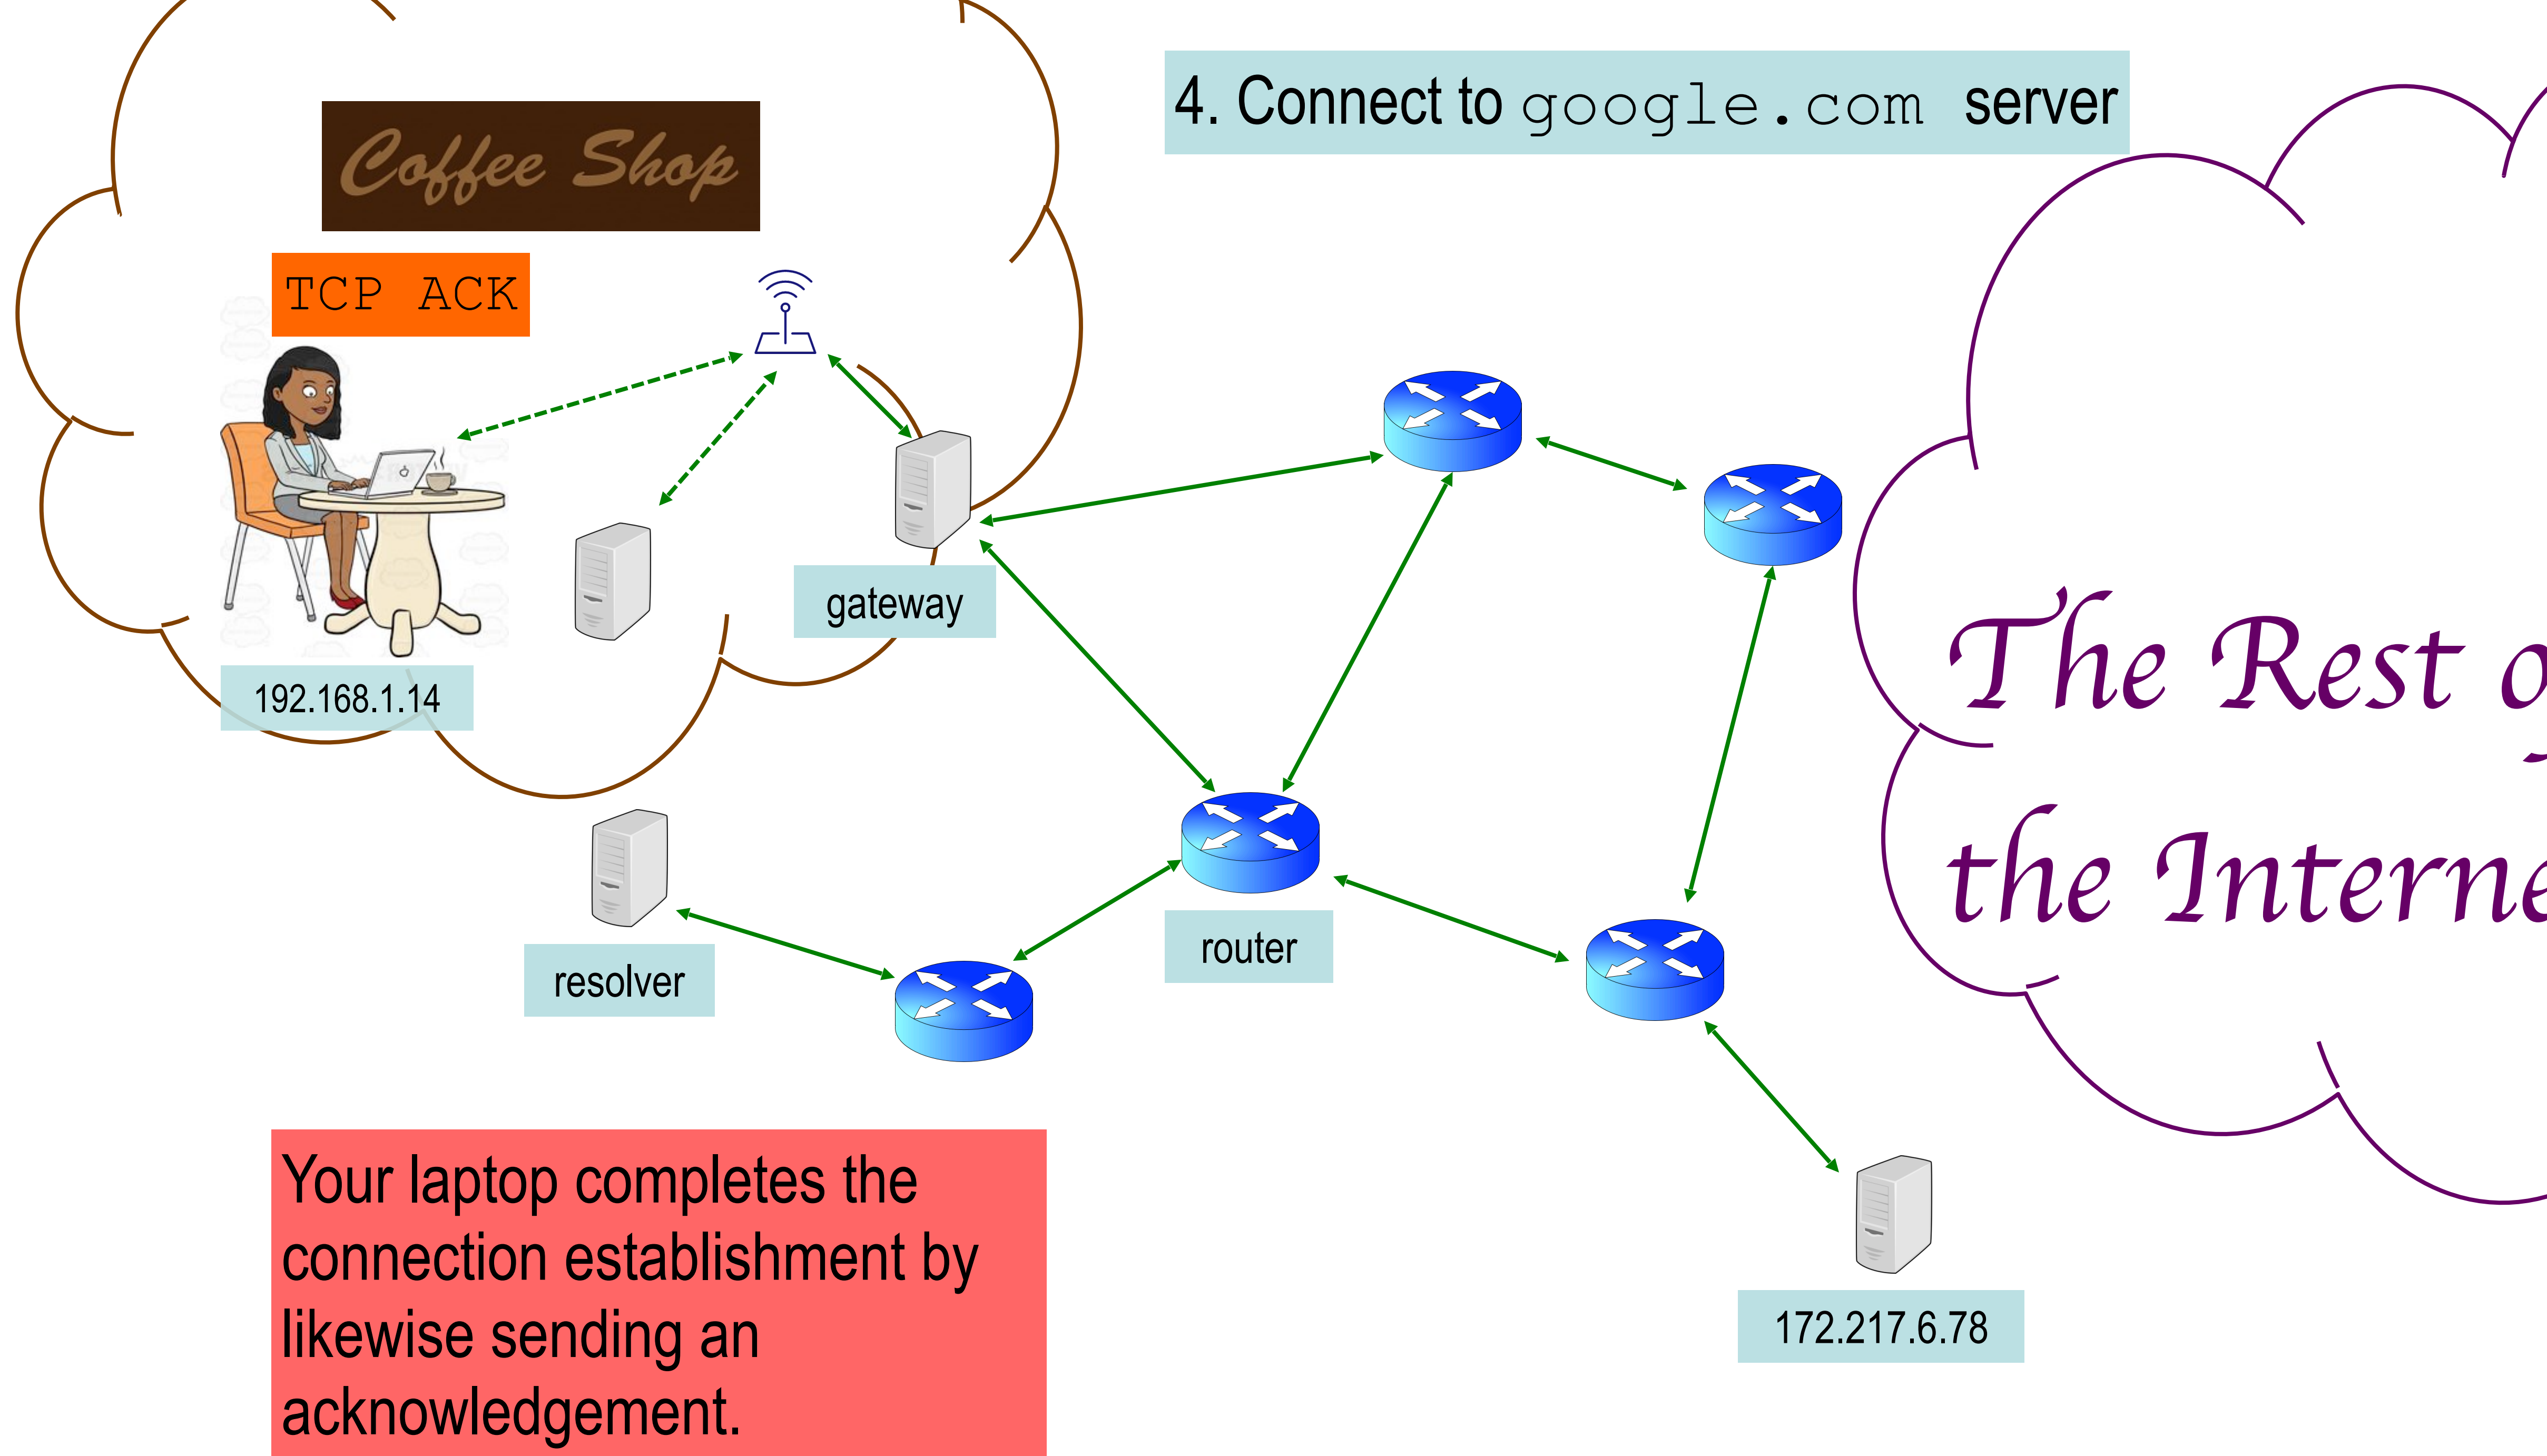 4. Connect to google.com server
Coffee Shop
TCP ACK
gateway
192.168.1.14
The Rest
the
router
resolver
Your laptop completes the
connection establishment by
likewise sending an
acknowledgement.
172.217.6.78